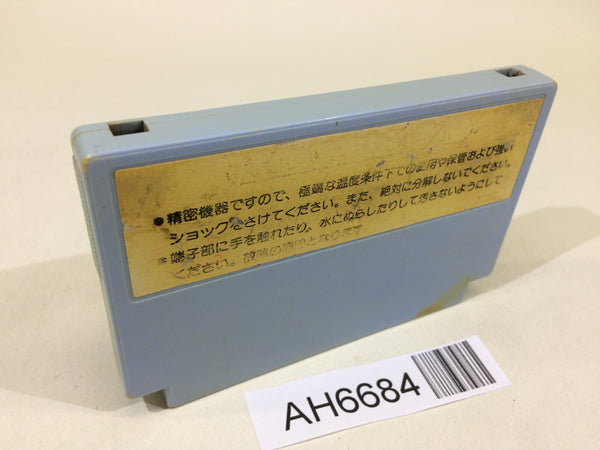 ●精密機器ですので、極端な温度条件下での使用や保管および強い
ショックをさけてください。また、絶対に分解しないでください。
端子部に手を触れたり、水にぬらしたりして汚さないようにして
ください。故障の原因となります
AH6684